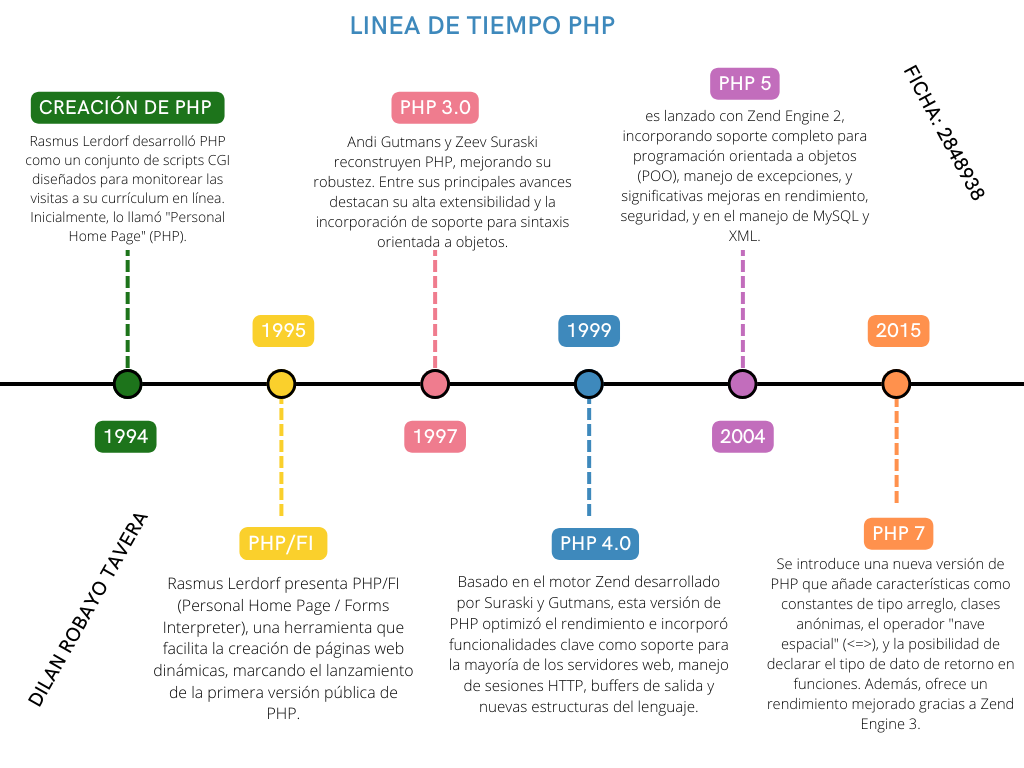 LINEA DE TIEMPO PHP
CREACIÓN DE PHP
Rasmus Lerdorf desarrolló PHP
como un conjunto de scripts CGI
diseñados para monitorear las
visitas a su currículum en línea.
Inicialmente, lo llamó "Personal
Home Page" (PHP).
1994
1995
PHP/FI
Rasmus Lerdorf presenta PHP/FI
(Personal Home Page / Forms
Interpreter), una herramienta que
facilita la creación de páginas web
dinámicas, marcando el lanzamiento
de la primera versión pública de
PHP.
PHP 3.0
Andi Gutmans y Zeev Suraski
reconstruyen PHP, mejorando su
robustez. Entre sus principales avances
destacan su alta extensibilidad y la
incorporación de soporte para sintaxis
orientada a objetos.
1997
1999
PHP 4.0
Basado en el motor Zend desarrollado
por Suraski y Gutmans, esta versión de
PHP optimizó el rendimiento e incorporó
funcionalidades clave como soporte para
la mayoría de los servidores web, manejo
de sesiones HTTP, buffers de salida y
nuevas estructuras del lenguaje.
PHP 5
es lanzado con Zend Engine 2,
incorporando soporte completo para
programación orientada a objetos
(POO), manejo de excepciones, y
significativas mejoras en rendimiento,
seguridad, y en el manejo de MySQL y
XML.
2004
2015
PHP 7
Se introduce una nueva versión de
PHP que añade características como
constantes de tipo arreglo, clases
anónimas, el operador "nave
espacial" (<=>), y la posibilidad de
declarar el tipo de dato de retorno en
funciones. Además, ofrece un
rendimiento mejorado gracias a Zend
Engine 3.
FICHA: 2848938
DILAN ROBAYO TAVERA